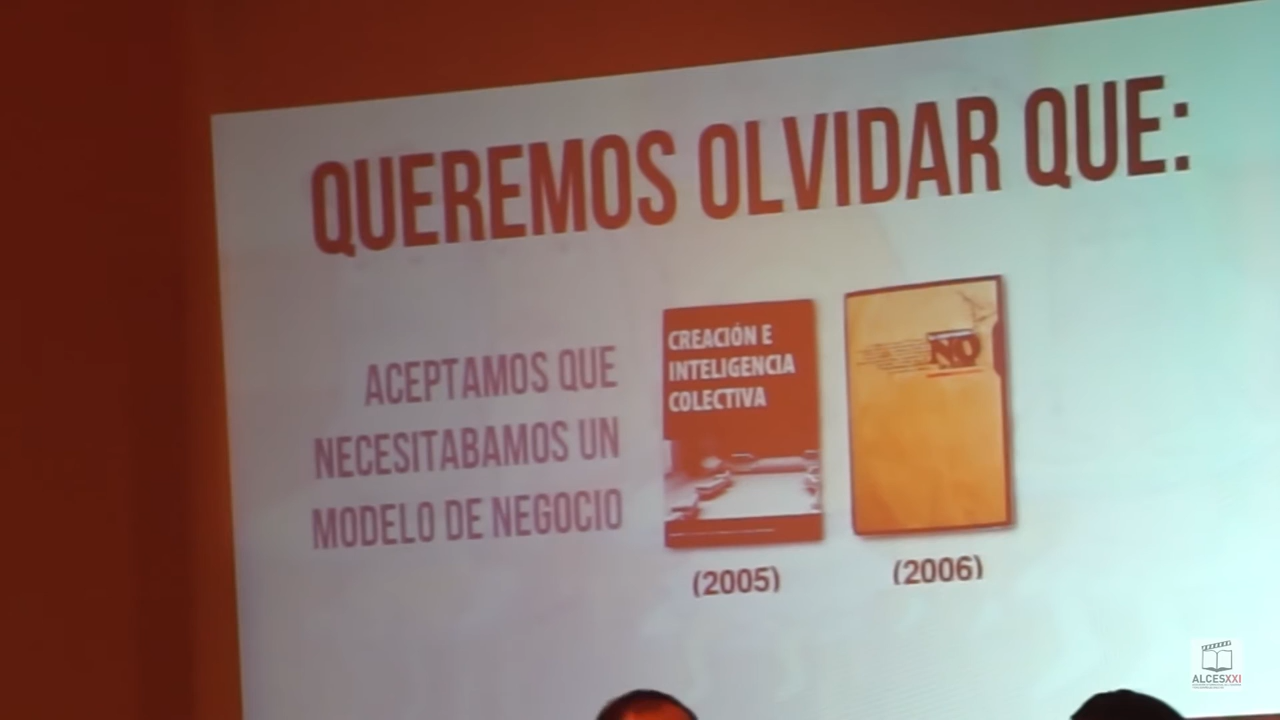 QUEREMOS OLVIDAR QUE:
ACEPTAMOS QUE
NECESITABAMOS UN
MODELO DE NEGOCIO
CREACIÓN E
INTELIGENCIA
COLECTIVA
(2005)
NO
(2006)
ALCESXXI